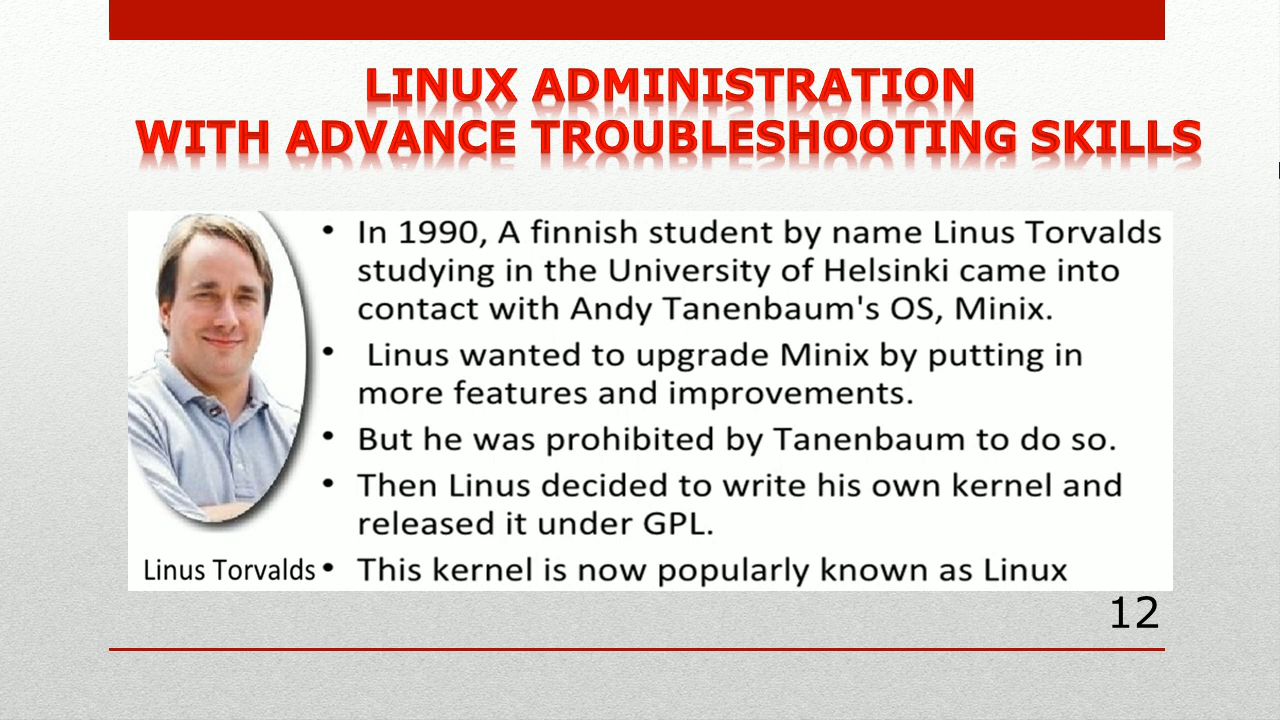 LINUX ADMINISTRATION
WITH ADVANCE TROUBLESHOOTING SKILLS
• In 1990, A finnish student by name Linus Torvalds
studying in the University of Helsinki came into
contact with Andy Tanenbaum's OS, Minix.
• Linus wanted to upgrade Minix by putting in
more features and improvements.
• But he was prohibited by Tanenbaum to do so.
• Then Linus decided to write his own kernel and
released it under GPL.
• This kernel is now popularly known as Linux
Linus Torvalds
12